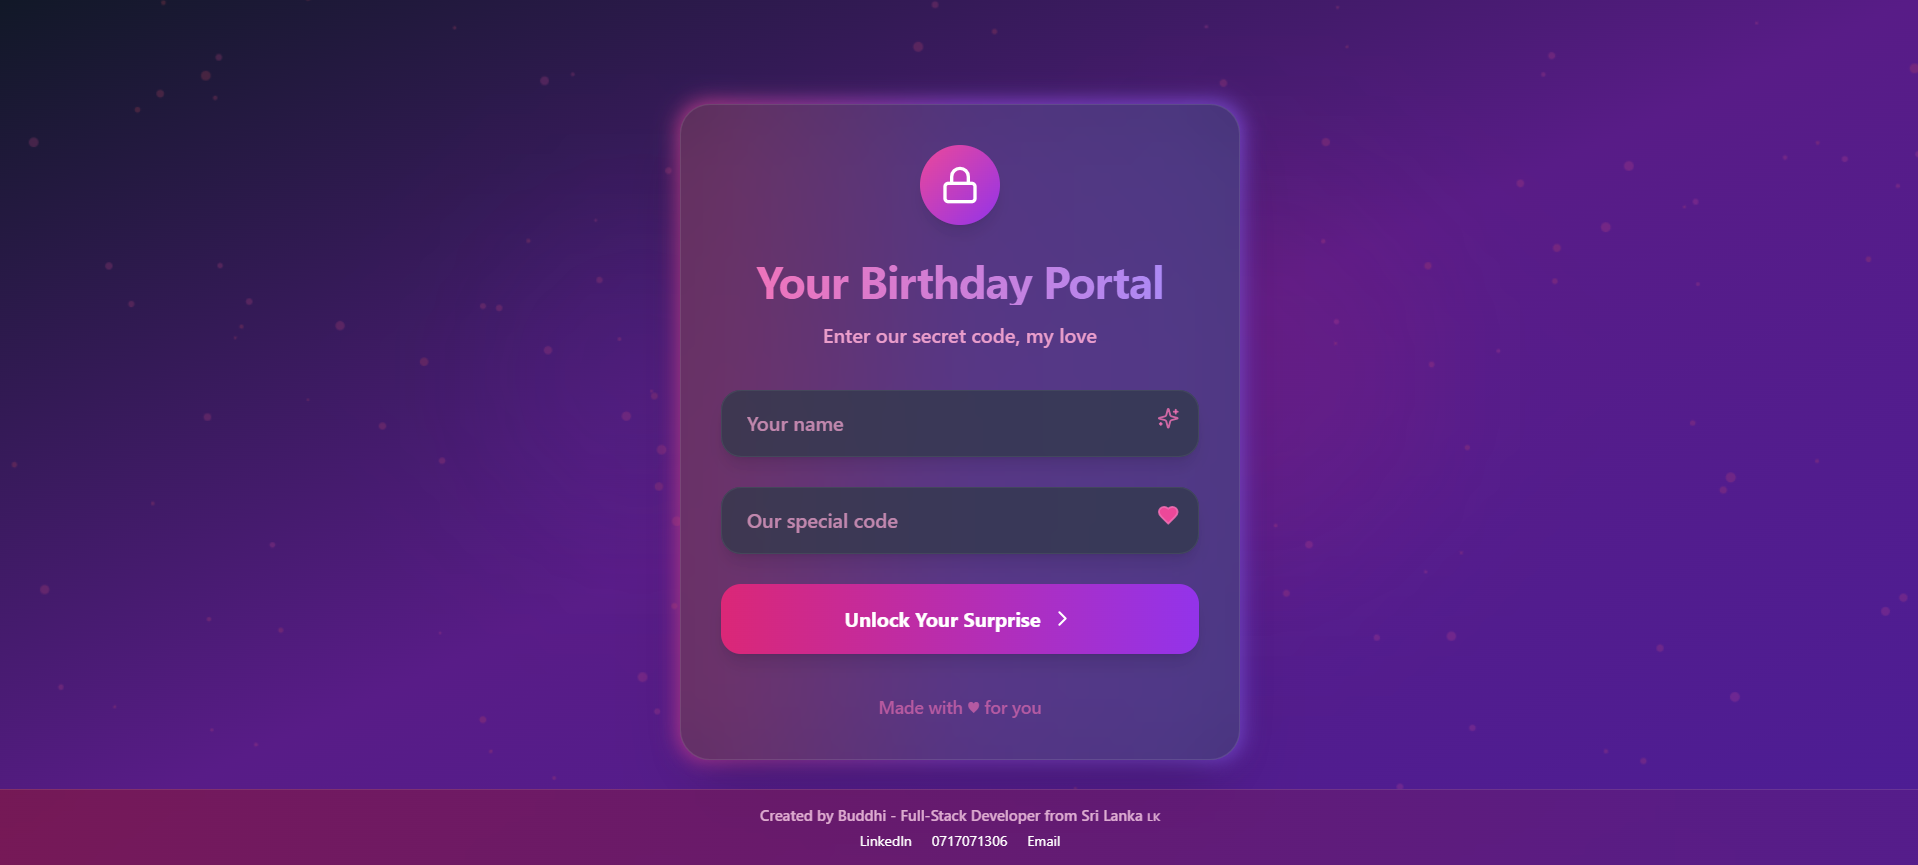 Your Birthday Portal
Enter our secret code, my love
Your name
Our special code
Unlock Your Surprise
Made with ♥ for you
Created by Buddhi - Full-Stack Developer from Sri Lanka LK
LinkedIn 0717071306 Email